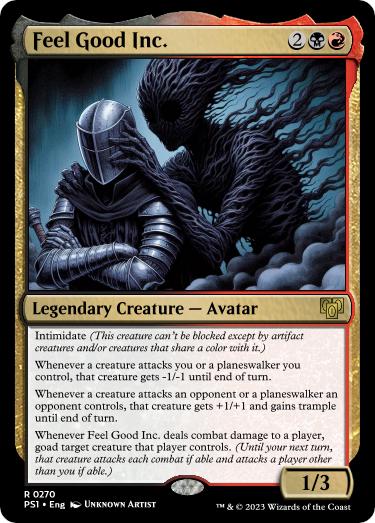 Feel Good Inc. 2
Legendary Creature — Avatar
Intimidate (This creature can't be blocked except by artifact
creatures and/or creatures that share a color with it.)
Whenever a creature attacks you or a planeswalker you
control, that creature gets -1/-1 until end of turn.
Whenever a creature attacks an opponent or a planeswalker an
opponent controls, that creature gets +1/+1 and gains trample
until end of turn.
Whenever Feel Good Inc. deals combat damage to a player,
goad target creature that player controls. (Until your next turn,
that creature attacks each combat if able and attacks a player other
than you if able.)
1/3
R 0270
PS1 • Eng Unknown Artist
™ & © 2023 Wizards of the Coast